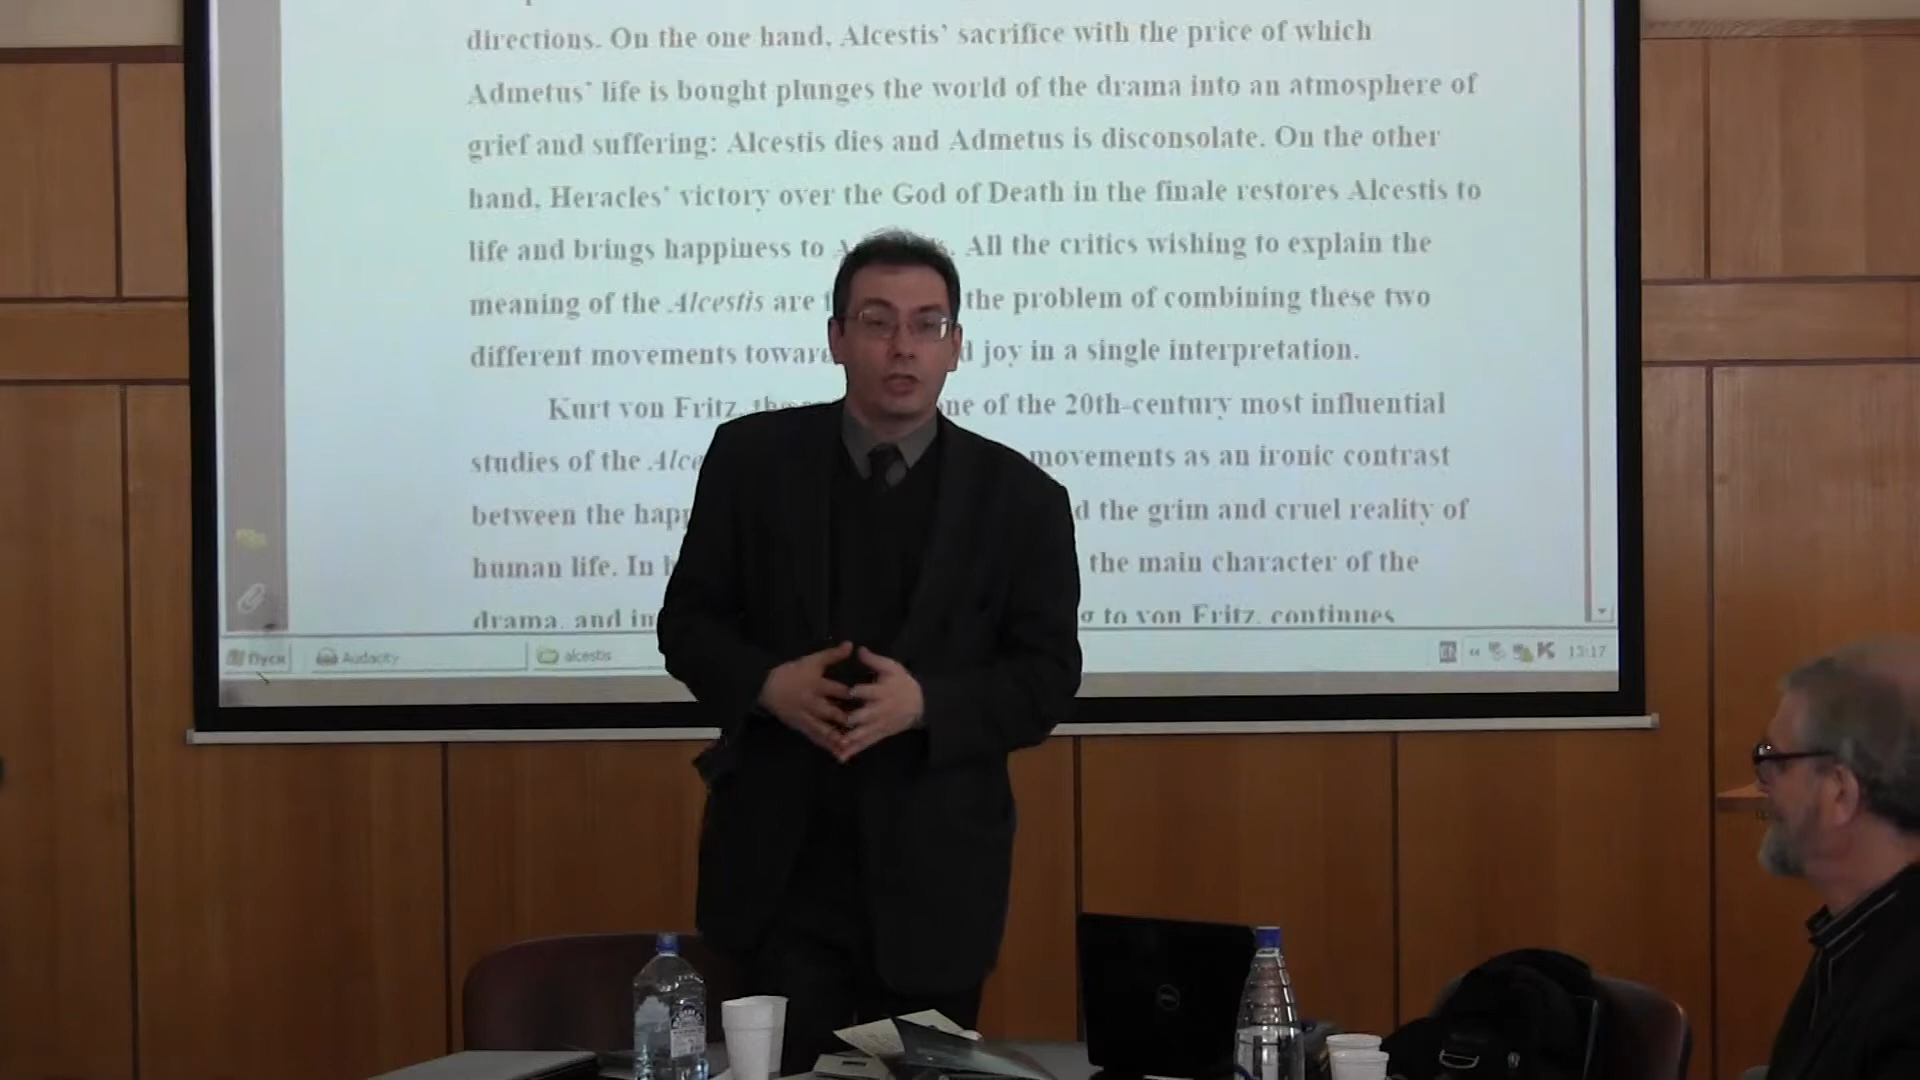 directions. On the one hand, Alcestis' sacrifice with the price of which
Admetus' life is bought plunges the world of the drama into an atmosphere of
grief and suffering: Alcestis dies and Admetus is disconsolate. On the other
hand, Heracles' victory over the God of Death in the finale restores Alcestis to
life and brings happiness to All the critics wishing to explain the
meaning of the Alcestis are the problem of combining these two
different movements joy in a single interpretation.
Kurt von Fritz, of the 20th-century most influential
studies of the movements as an ironic contrast
between the the grim and cruel reality of
human life. In the main character of the
drama, and to von Fritz, continues
Пуск Audacity alcestis 13:17
DELL